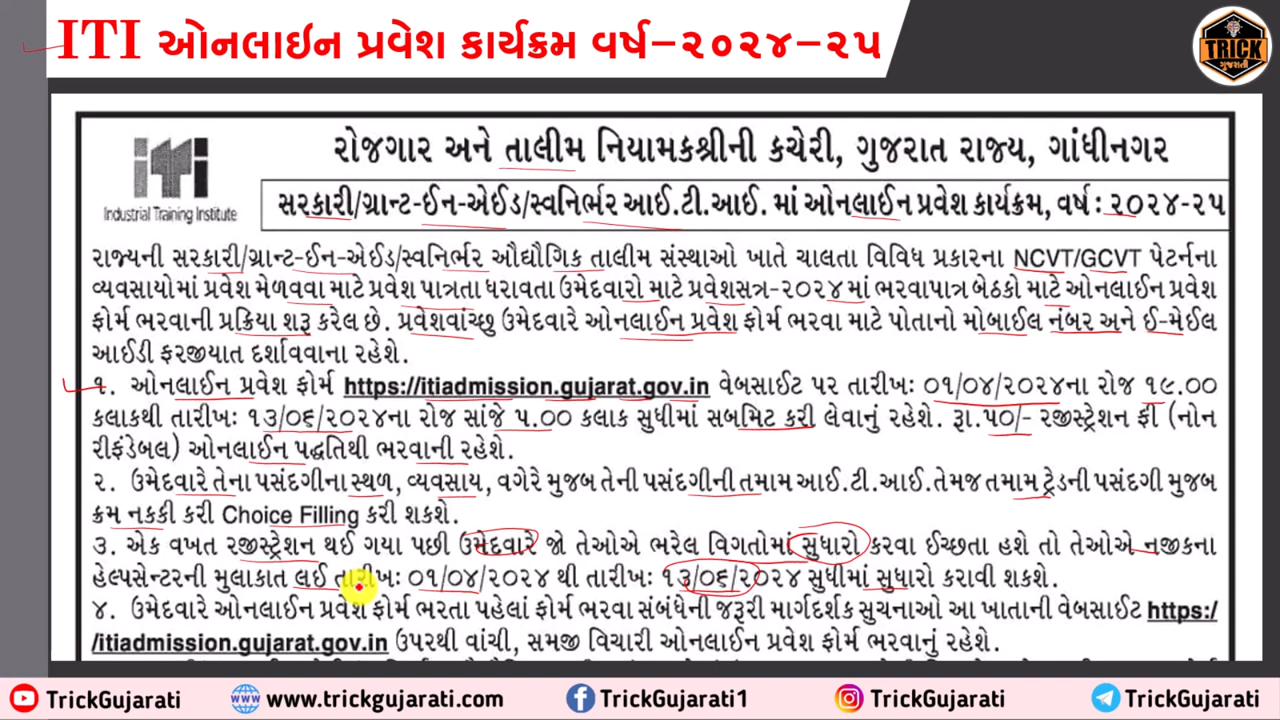 ITI ઓનલાઇન પ્રવેશ કાર્યક્રમ વર્ષ-૨૦૨૪-૨૫
TRICK
ગુજરાતી
iTi
Industrial Training Institute
રોજગાર અને તાલીમ નિયામકશ્રીની કચેરી, ગુજરાત રાજ્ય, ગાંધીનગર
સરકારી/ગ્રાન્ટ-ઈન-એઈડ/સ્વનિર્ભર આઈ.ટી.આઈ. માં ઓનલાઈન પ્રવેશ કાર્યક્રમ, વર્ષ : ૨૦૨૪-૨૫
રાજ્યની સરકારી/ગ્રાન્ટ-ઈન-એઈડ/સ્વનિર્ભર ઔદ્યોગિક તાલીમ સંસ્થાઓ ખાતે ચાલતા વિવિધ પ્રકારના NCVT/GCVT પેટર્નના
વ્યવસાયોમાં પ્રવેશ મેળવવા માટે પ્રવેશ પાત્રતા ધરાવતા ઉમેદવારો માટે પ્રવેશસત્ર-૨૦૨૪ માં ભરવાપાત્ર બેઠકો માટે ઓનલાઈન પ્રવેશ
ફોર્મ ભરવાની પ્રક્રિયા શરૂ કરેલ છે. પ્રવેશવાંચ્છુ ઉમેદવારે ઓનલાઈન પ્રવેશ ફોર્મ ભરવા માટે પોતાનો મોબાઈલ નંબર અને ઈ-મેઈલ
આઈડી ફરજીયાત દર્શાવવાના રહેશે.
૧. ઓનલાઈન પ્રવેશ ફોર્મ https://itiadmission.gujarat.gov.in વેબસાઈટ પર તારીખઃ ૦૧/૦૪/૨૦૨૪ના રોજ ૧૯.૦૦
કલાકથી તારીખઃ ૧૩/૦૬/૨૦૨૪ના રોજ સાંજે ૫.૦૦ કલાક સુધીમાં સબમિટ કરી લેવાનું રહેશે. રૂા.૫૦/- રજીસ્ટ્રેશન ફી (નોન
રીફંડેબલ) ઓનલાઈન પદ્ધતિથી ભરવાની રહેશે.
૨. ઉમેદવારે તેના પસંદગીના સ્થળ, વ્યવસાય, વગેરે મુજબ તેની પસંદગીની તમામ આઈ.ટી.આઈ.તેમજ તમામ ટ્રેડની પસંદગી મુજબ
ક્રમ નકકી કરી Choice Filling કરી શકશે.
૩. એક વખત રજીસ્ટ્રેશન થઈ ગયા પછી ઉમેદવારે જો તેઓએ ભરેલ વિગતોમાં સુધારો કરવા ઈચ્છતા હશે તો તેઓએ નજીકના
હેલ્પસેન્ટરની મુલાકાત લઈ તારીખઃ ૦૧/૦૪/૨૦૨૪ થી તારીખઃ ૧૩/૦૬/૨૦૨૪ સુધીમાં સુધારો કરાવી શકશે.
૪. ઉમેદવારે ઓનલાઈન પ્રવેશ ફોર્મ ભરતા પહેલાં ફોર્મ ભરવા સંબંધેની જરૂરી માર્ગદર્શક સુચનાઓ આ ખાતાની વેબસાઈટ https:/
/itiadmission.gujarat.gov.in ઉપરથી વાંચી, સમજી વિચારી ઓનલાઈન પ્રવેશ ફોર્મ ભરવાનું રહેશે.
TrickGujarati www.trickgujarati.com TrickGujarati1 TrickGujarati TrickGujarati